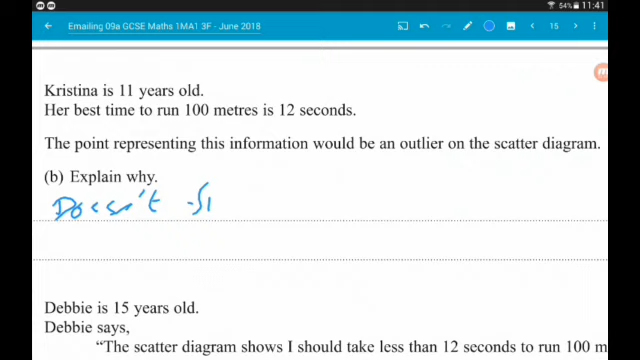 54% 11:41
Emailing 09a GCSE Maths 1MA1 3F - June 2018 15
Kristina is 11 years old.
Her best time to run 100 metres is 12 seconds.
The point representing this information would be an outlier on the scatter diagram.
(b) Explain why.
Doesn't
Debbie is 15 years old.
Debbie says,
"The scatter diagram shows I should take less than 12 seconds to run 100 m